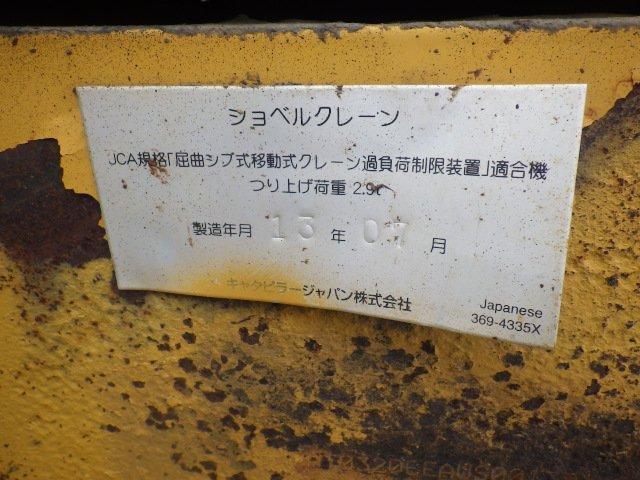 ショベルクレーン
JCA規格「屈曲ジブ式移動式クレーン過負荷制限装置」適合機
つり上げ荷重 2.9t
製造年月 13 年 07 月
キャタピラージャパン株式会社
Japanese
369-4335X